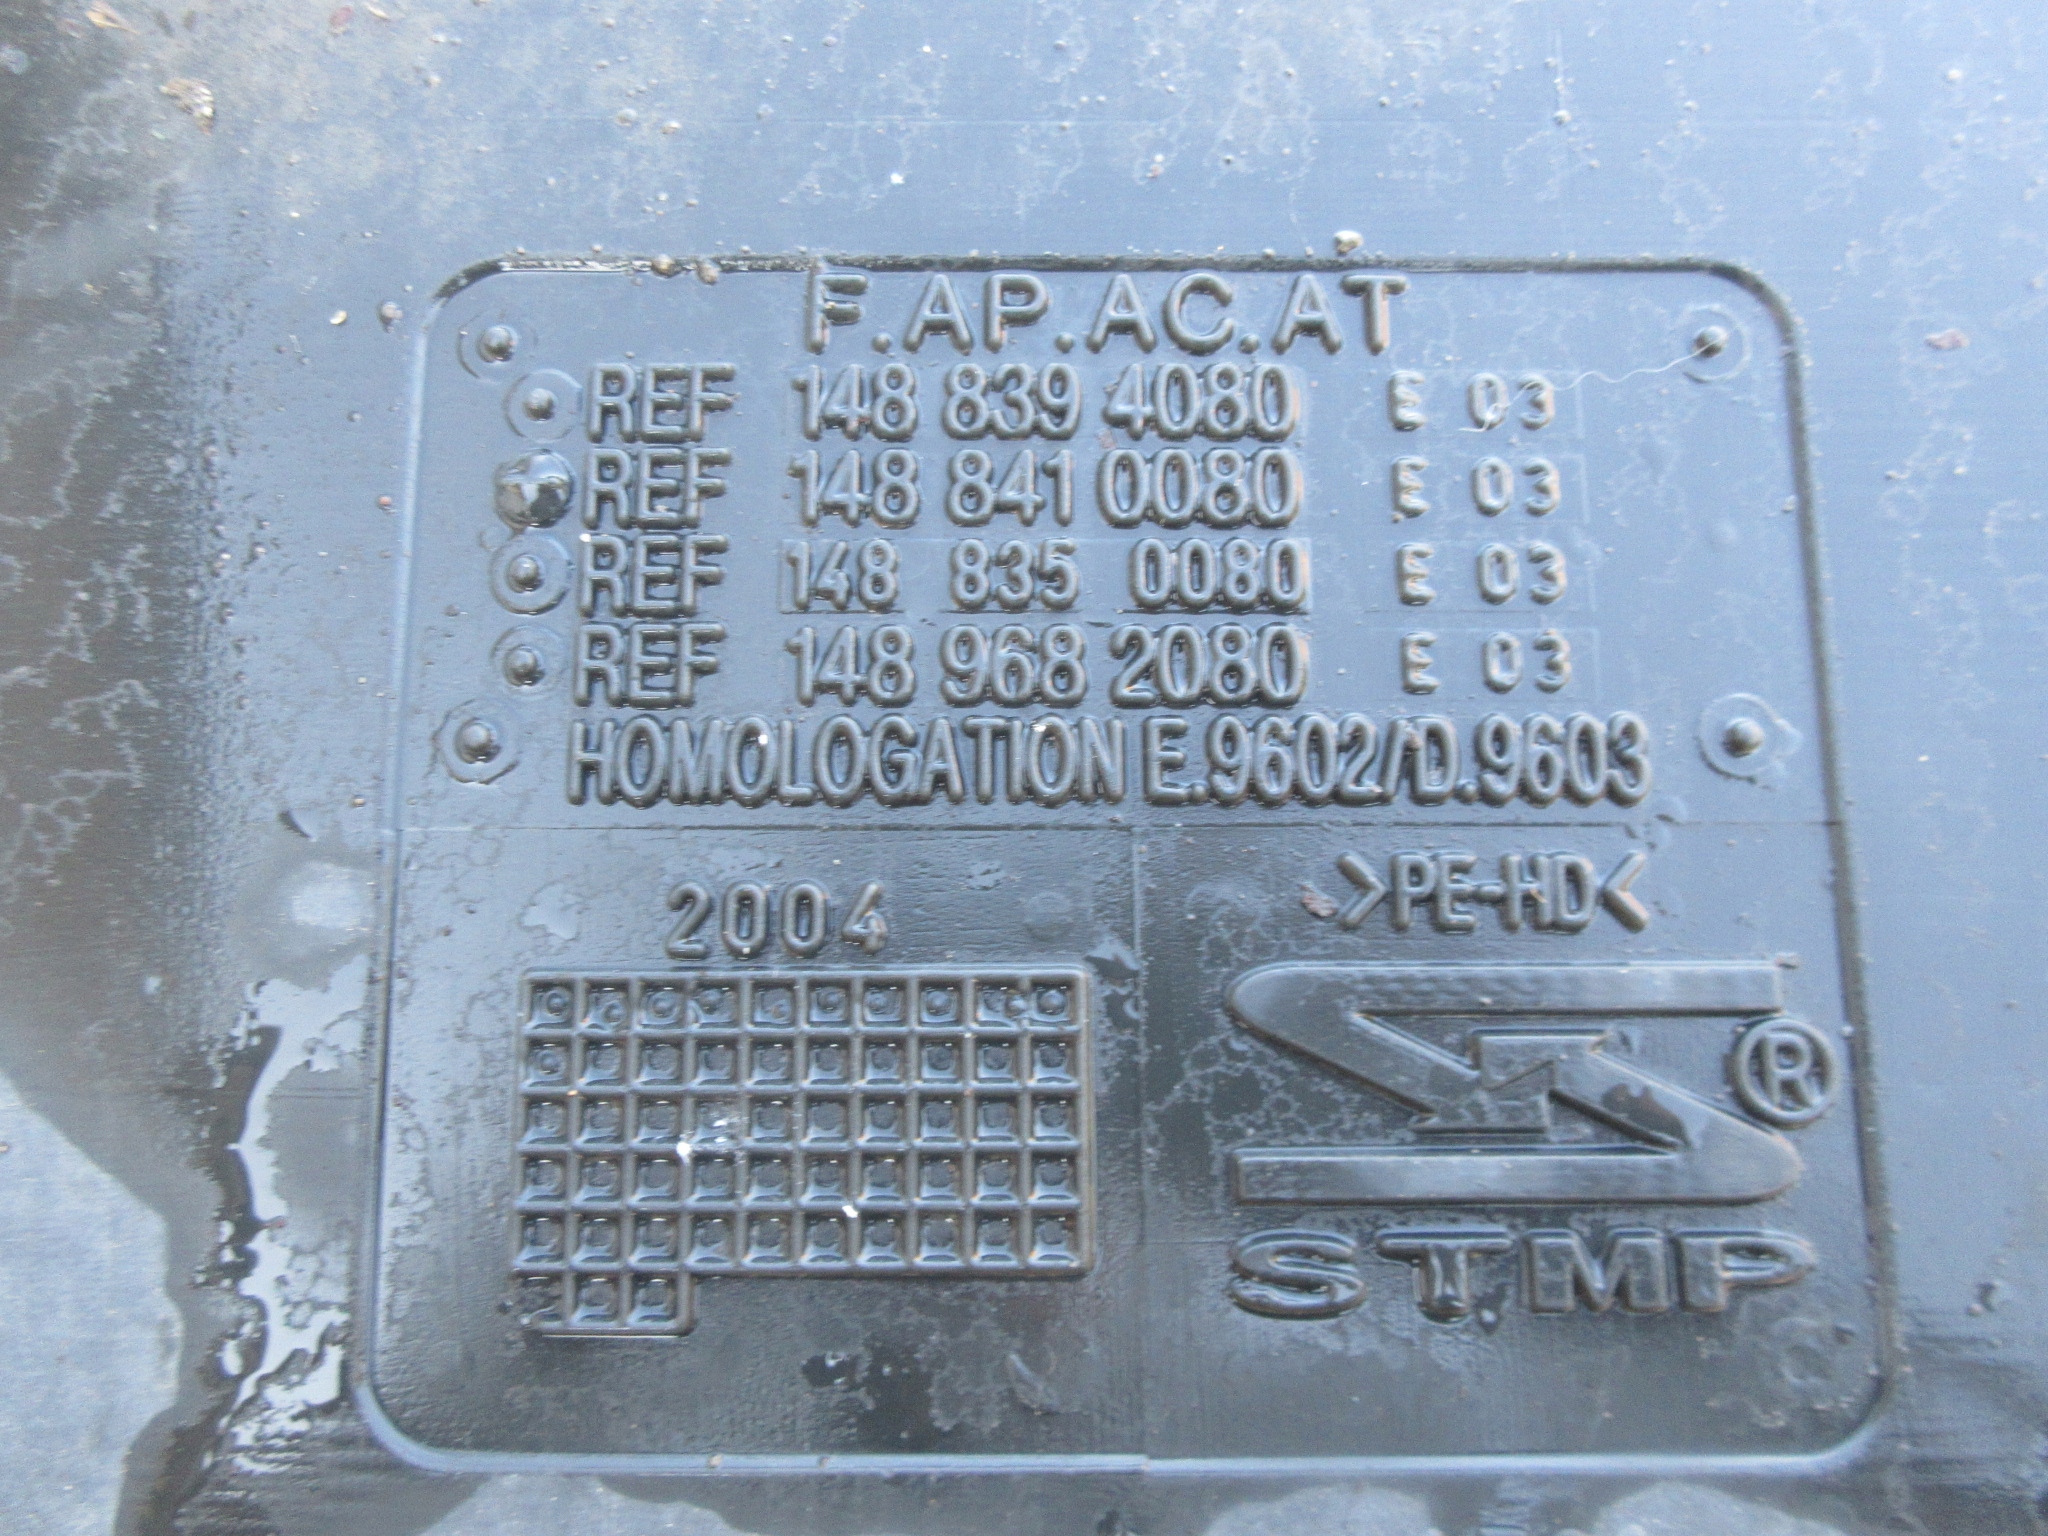 F.AP.AC.AT
REF 148 839 4080 E 03
REF 148 841 0080 E 03
REF 148 835 0080 E 03
REF 148 968 2080 E 03
HOMOLOGATION E.9602/D.9603
2004
>PE-HD<
®
STMP